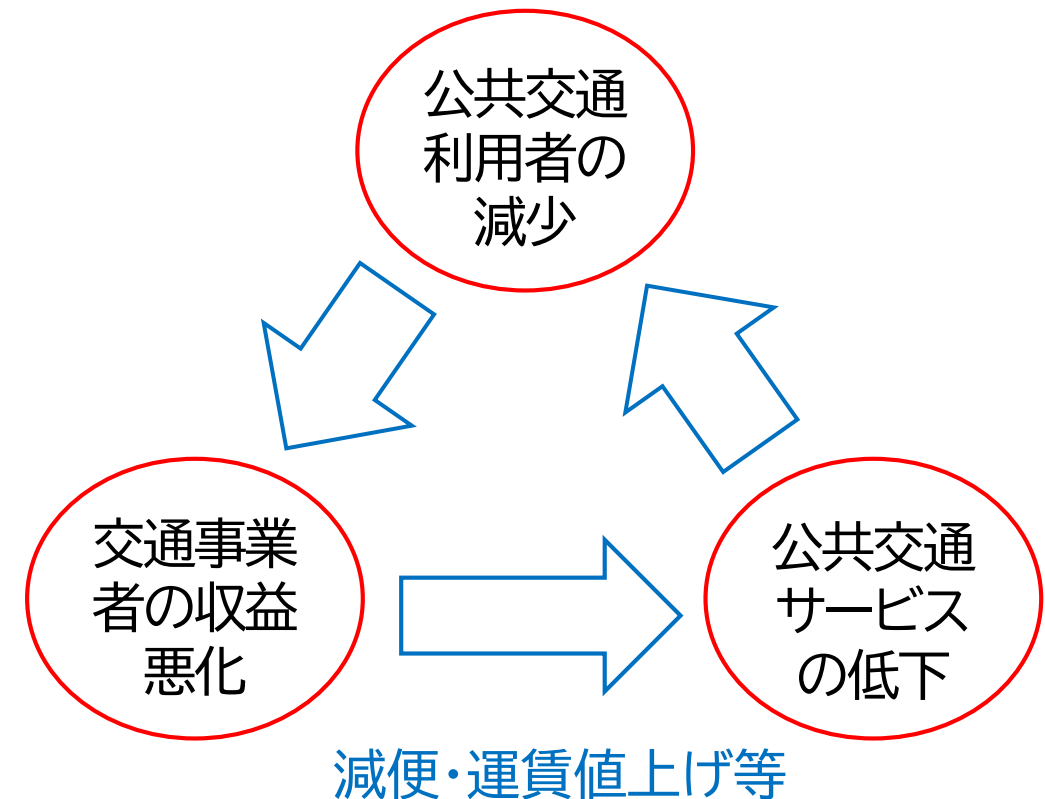 公共交通
利用者の
減少
交通事業
者の収益
悪化
公共交通
サービス
の低下
減便・運賃値上げ等